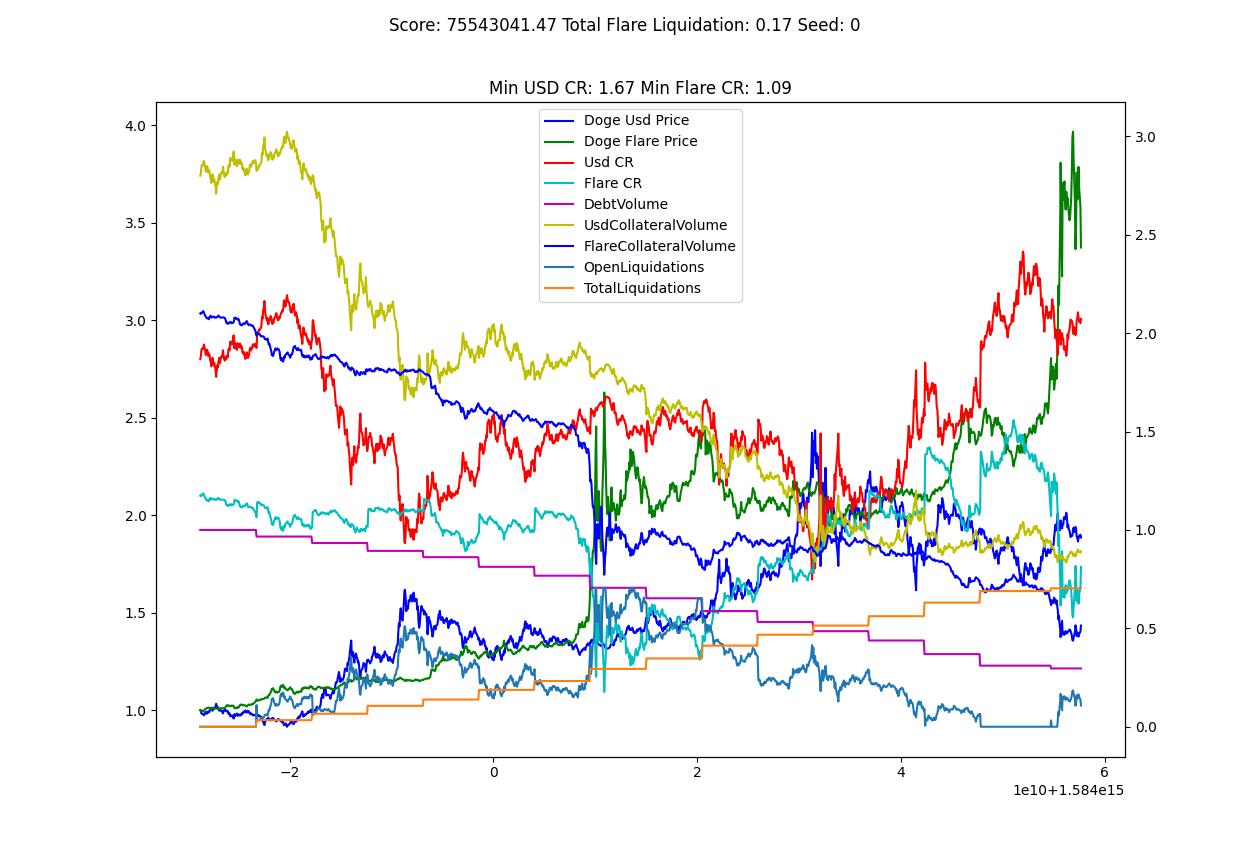 Score: 75543041.47 Total Flare Liquidation: 0.17 Seed: 0
Min USD CR: 1.67 Min Flare CR: 1.09
Doge Usd Price
Doge Flare Price
Usd CR
Flare CR
DebtVolume
UsdCollateralVolume
FlareCollateralVolume
OpenLiquidations
TotalLiquidations
4.0
3.5
3.0
2.5
2.0
1.5
1.0
3.0
2.5
2.0
1.5
1.0
0.5
0.0
−2 0 2 4 6
1e10+1.584e15